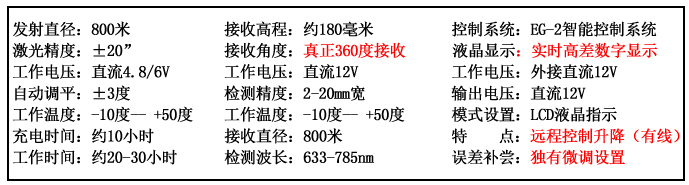 发射直径：800米 接收高程：约180毫米 控制系统：EG-2智能控制系统
激光精度：±20” 接收角度：真正360度接收 液晶显示：实时高差数字显示
工作电压：直流4.8/6V 工作电压：直流12V 工作电压：外接直流12V
自动调平：±3度 检测精度：2-20mm宽 输出电压：直流12V
工作温度：-10度— +50度 工作温度：-10度— +50度 模式设置：LCD液晶指示
充电时间：约10小时 接收直径：800米 特 点：远程控制升降（有线）
工作时间：约20-30小时 检测波长：633-785nm 误差补尝：独有微调设置